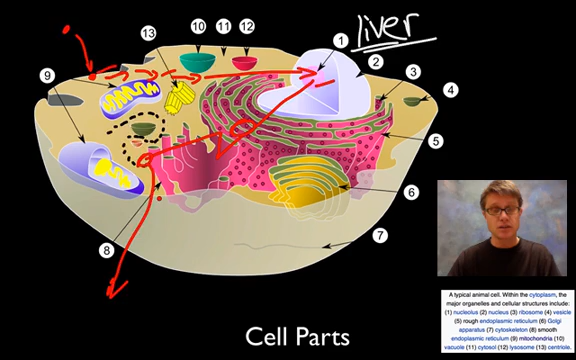 liver
13
10
11
12
1
2
3
4
9
5
6
8
7
Cell Parts
A typical animal cell. Within the cytoplasm, the
major organelles and cellular structures include:
(1) nucleolus (2) nucleus (3) ribosome (4) vesicle
(5) rough endoplasmic reticulum (6) Golgi
apparatus (7) cytoskeleton (8) smooth
endoplasmic reticulum (9) mitochondria (10)
vacuole (11) cytosol (12) lysosome (13) centriole.